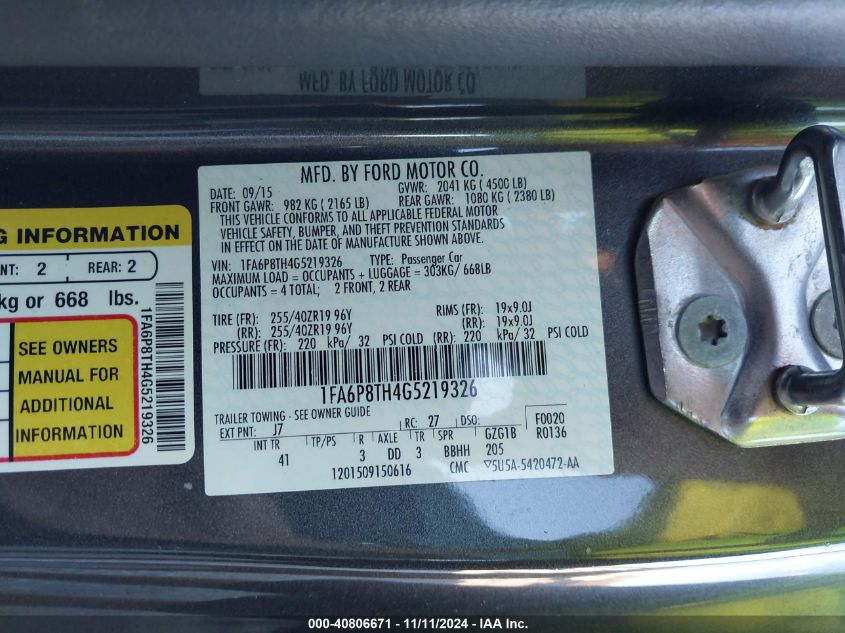 MFD. BY FORD MOTOR CO.
MFD. BY FORD MOTOR CO.
DATE: 09/15 GVWR: 2041 KG ( 4500 LB)
FRONT GAWR: 982 KG ( 2165 LB) REAR GAWR: 1080 KG ( 2380 LB)
THIS VEHICLE CONFORMS TO ALL APPLICABLE FEDERAL MOTOR
VEHICLE SAFETY, BUMPER, AND THEFT PREVENTION STANDARDS
IN EFFECT ON THE DATE OF MANUFACTURE SHOWN ABOVE.
VIN: 1FA6P8TH4G5219326 TYPE: Passenger Car
MAXIMUM LOAD = OCCUPANTS + LUGGAGE = 303KG/ 668LB
OCCUPANTS = 4 TOTAL; 2 FRONT, 2 REAR
TIRE (FR): 255/40ZR19 96Y RIMS (FR): 19x9.0J
(RR): 255/40ZR19 96Y (RR): 19x9.0J
PRESSURE (FR): 220 kPa/ 32 PSI COLD (RR): 220 kPa/ 32 PSI COLD
1FA6P8TH4G5219326
TRAILER TOWING - SEE OWNER GUIDE
EXT PNT: J7 RC: 27 DSO: F0020
R0136
INT TR TP/PS R AXLE TR SPR GZG1B
41 3 DD 3 BBHH 205
1201509150616 CMC ▽5U5A-5420472-AA
G INFORMATION
NT: 2 REAR: 2
kg or 668 lbs.
SEE OWNERS
MANUAL FOR
ADDITIONAL
INFORMATION
1FA6P8TH4G5219326
000-40806671 - 11/11/2024 - IAA Inc.